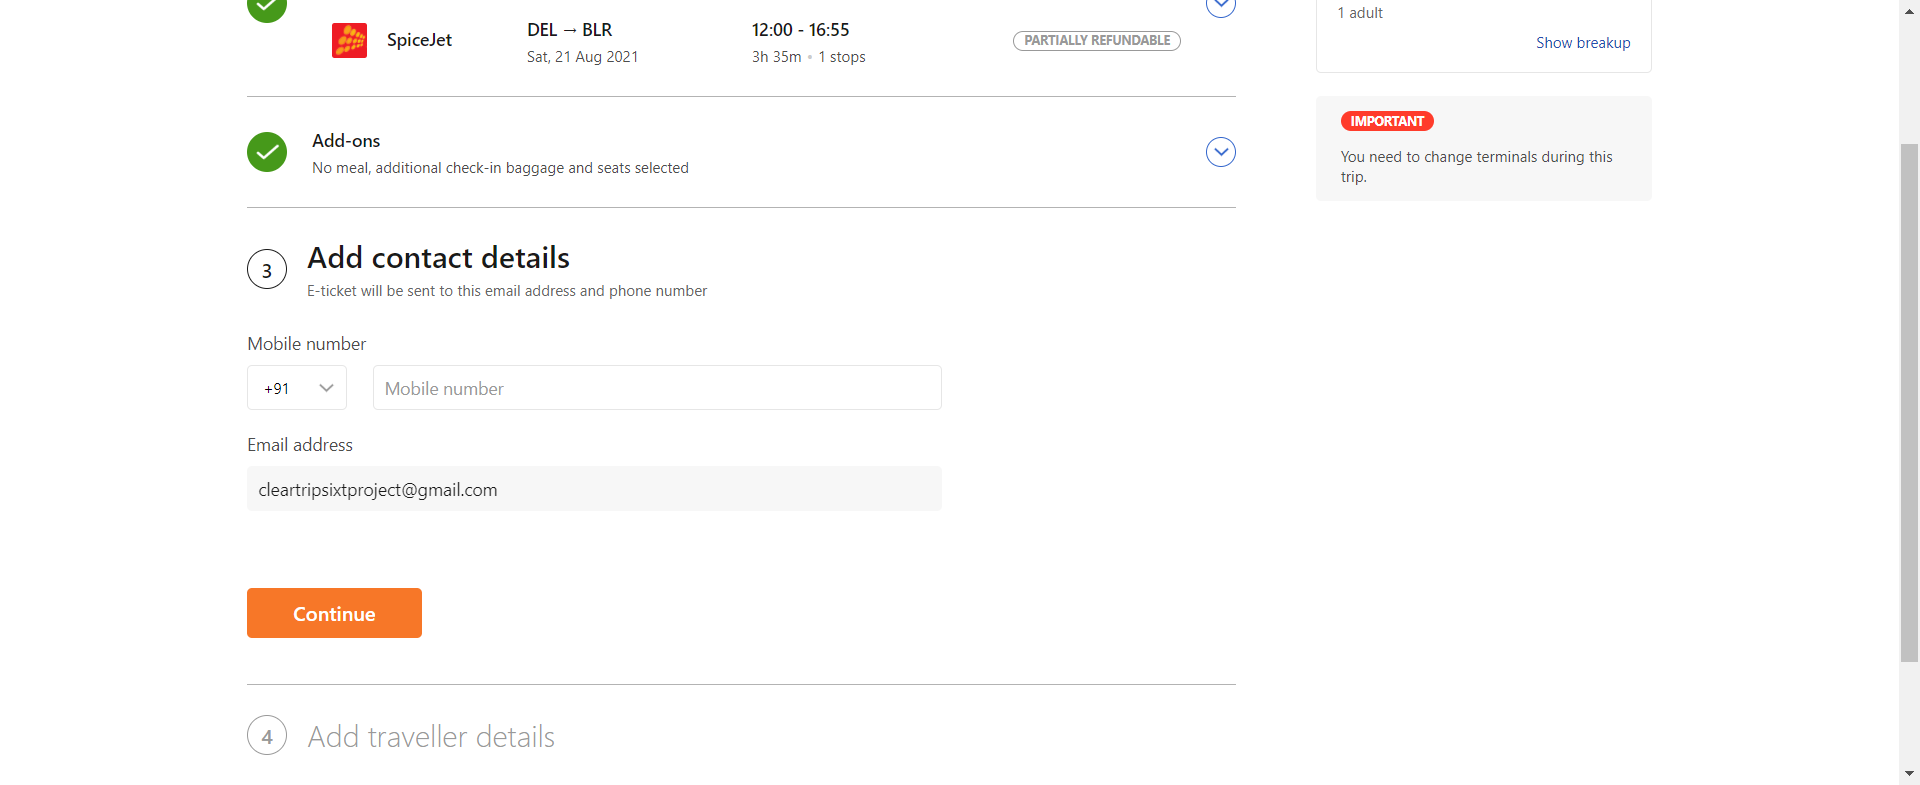 SpiceJet
DEL → BLR
Sat, 21 Aug 2021
12:00 - 16:55
3h 35m • 1 stops
PARTIALLY REFUNDABLE
1 adult
Show breakup
IMPORTANT
You need to change terminals during this
trip.
Add-ons
No meal, additional check-in baggage and seats selected
3
Add contact details
E-ticket will be sent to this email address and phone number
Mobile number
+91
Mobile number
Email address
cleartripsixtproject@gmail.com
Continue
4
Add traveller details